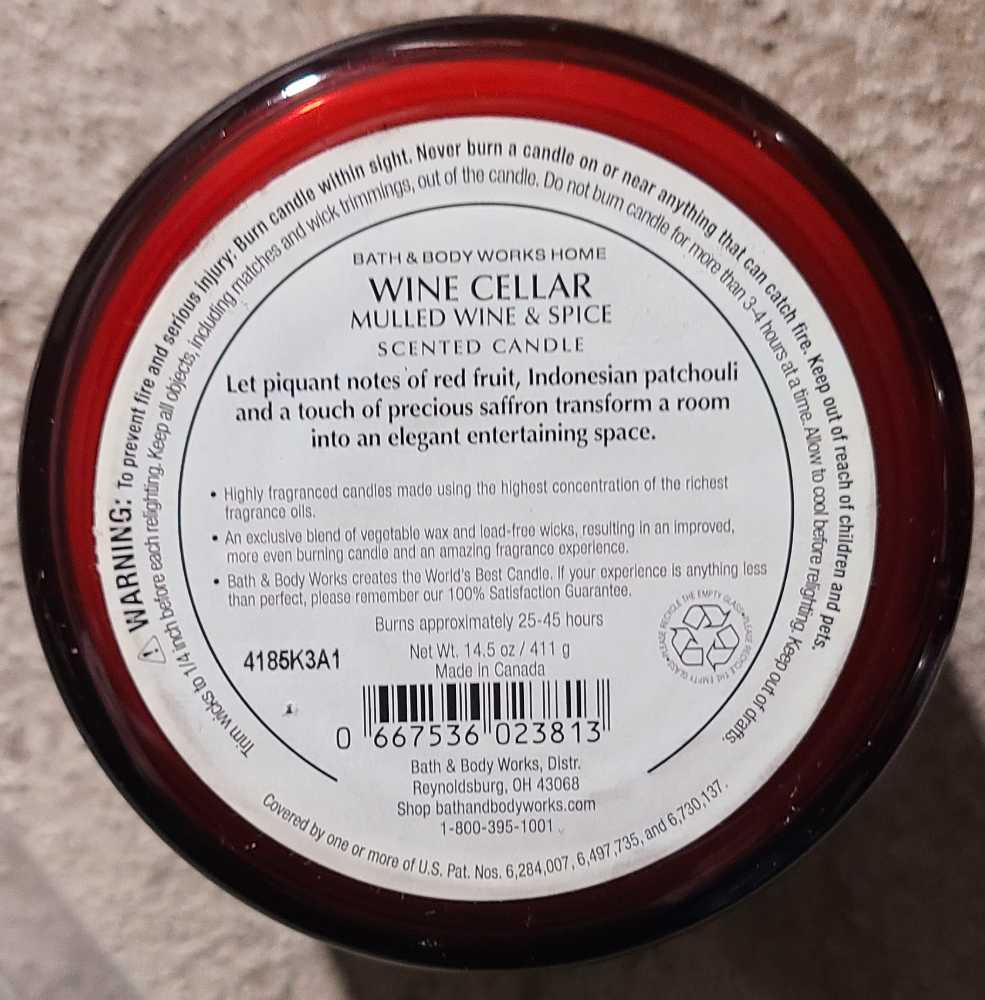 ⚠ WARNING: To prevent fire and serious injury: Burn candle within sight. Never burn a candle on or near anything that can catch fire. Keep out of reach of children and pets.
Trim wicks to 1/4 inch before each relighting. Keep all objects, including matches and wick trimmings, out of the candle. Do not burn candle for more than 3-4 hours at a time. Allow to cool before relighting. Keep out of drafts.
BATH & BODY WORKS HOME
WINE CELLAR
MULLED WINE & SPICE
SCENTED CANDLE
Let piquant notes of red fruit, Indonesian patchouli
and a touch of precious saffron transform a room
into an elegant entertaining space.
• Highly fragranced candles made using the highest concentration of the richest
fragrance oils.
• An exclusive blend of vegetable wax and lead-free wicks, resulting in an improved,
more even burning candle and an amazing fragrance experience.
• Bath & Body Works creates the World's Best Candle. If your experience is anything less
than perfect, please remember our 100% Satisfaction Guarantee.
Burns approximately 25-45 hours
PLEASE RECYCLE THE EMPTY GLASS • PLEASE RECYCLE THE EMPTY GLASS •
4185K3A1
Net Wt. 14.5 oz / 411 g
Made in Canada
0 667536 023813
Bath & Body Works, Distr.
Reynoldsburg, OH 43068
Shop bathandbodyworks.com
1-800-395-1001
Covered by one or more of U.S. Pat. Nos. 6,284,007, 6,497,735, and 6,730,137.